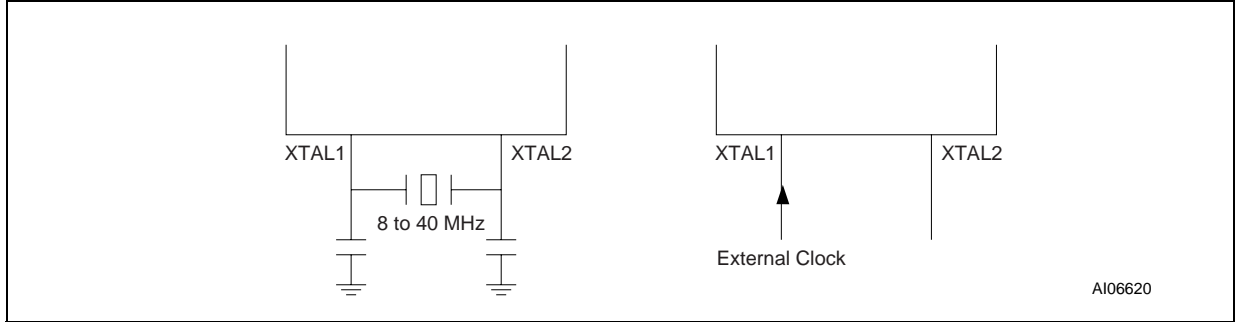 XTAL1
XTAL2
8 to 40 MHz
XTAL1
XTAL2
External Clock
AI06620